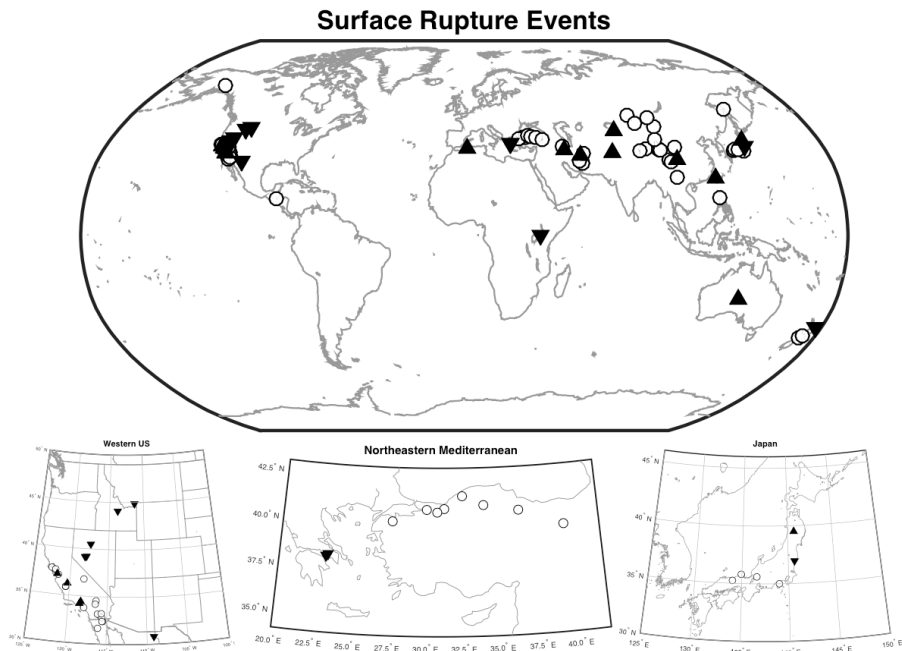 Surface Rupture Events
Western US
Northeastern Mediterranean
Japan
45° N
42.5° N
40° N
40.0° N
37.5° N
35° N
35.0° N
30° N
20.0° E 22.5° E 25.0° E 27.5° E 30.0° E 32.5° E 35.0° E 37.5° E 40.0° E
125° E 130° E 145° E 150° E